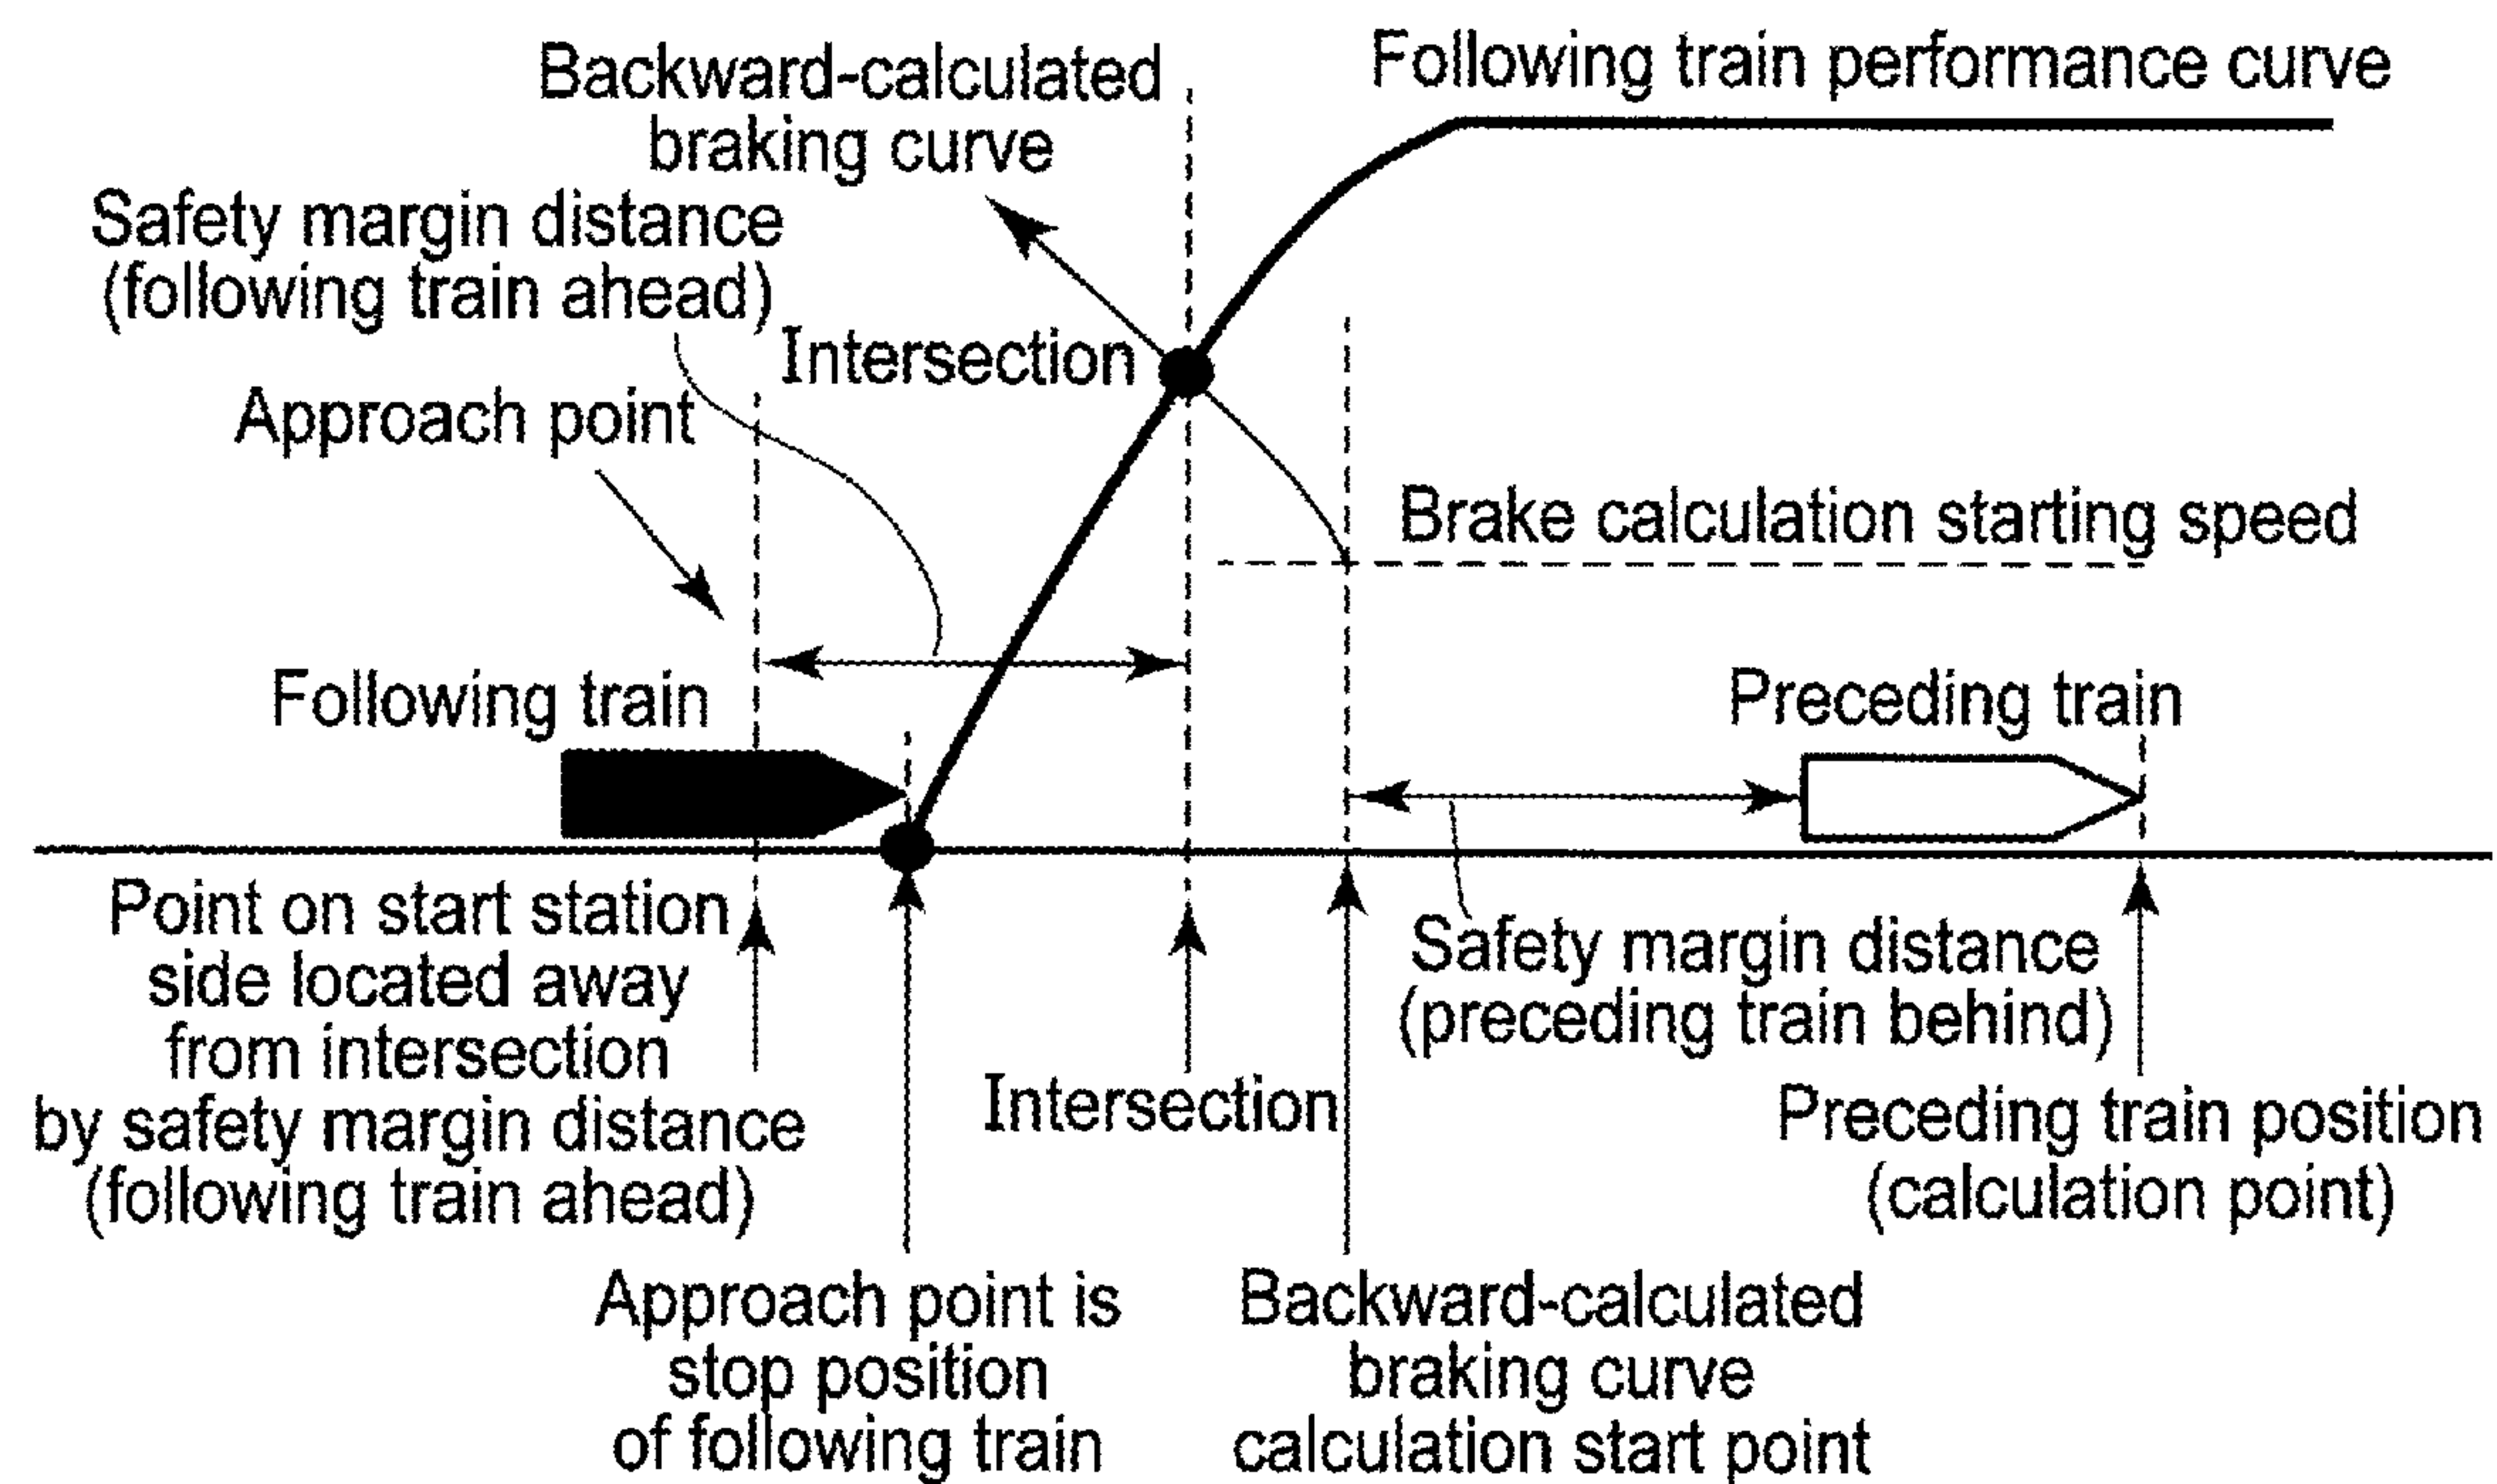 Backward-calculated
braking curve
Following train performance curve
Safety margin distance
(following train ahead)
Intersection
Approach point
Brake calculation starting speed
Following train
Preceding train
Point on start station
side located away
from intersection
by safety margin distance
(following train ahead)
Intersection
Safety margin distance
(preceding train behind)
Preceding train position
(calculation point)
Approach point is
stop position
of following train
Backward-calculated
braking curve
calculation start point